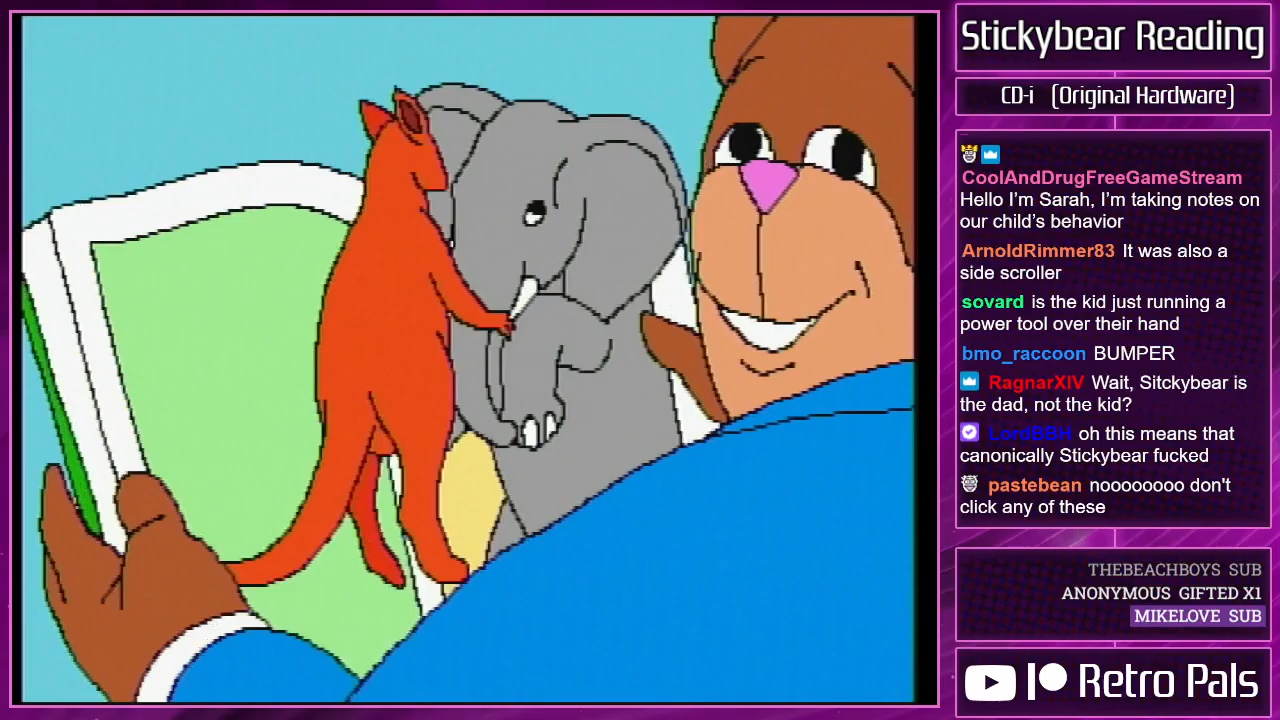 Stickybear Reading
CD-i (Original Hardware)
CoolAndDrugFreeGameStream
Hello I'm Sarah, I'm taking notes on
our child's behavior
ArnoldRimmer83 It was also a
side scroller
sovard is the kid just running a
power tool over their hand
bmo_raccoon BUMPER
RagnarXIV Wait, Sitckybear is
the dad, not the kid?
LordBBH oh this means that
canonically Stickybear fucked
pastebean noooooooo don't
click any of these
THEBEACHBOYS SUB
ANONYMOUS GIFTED X1
MIKELOVE SUB
Retro Pals